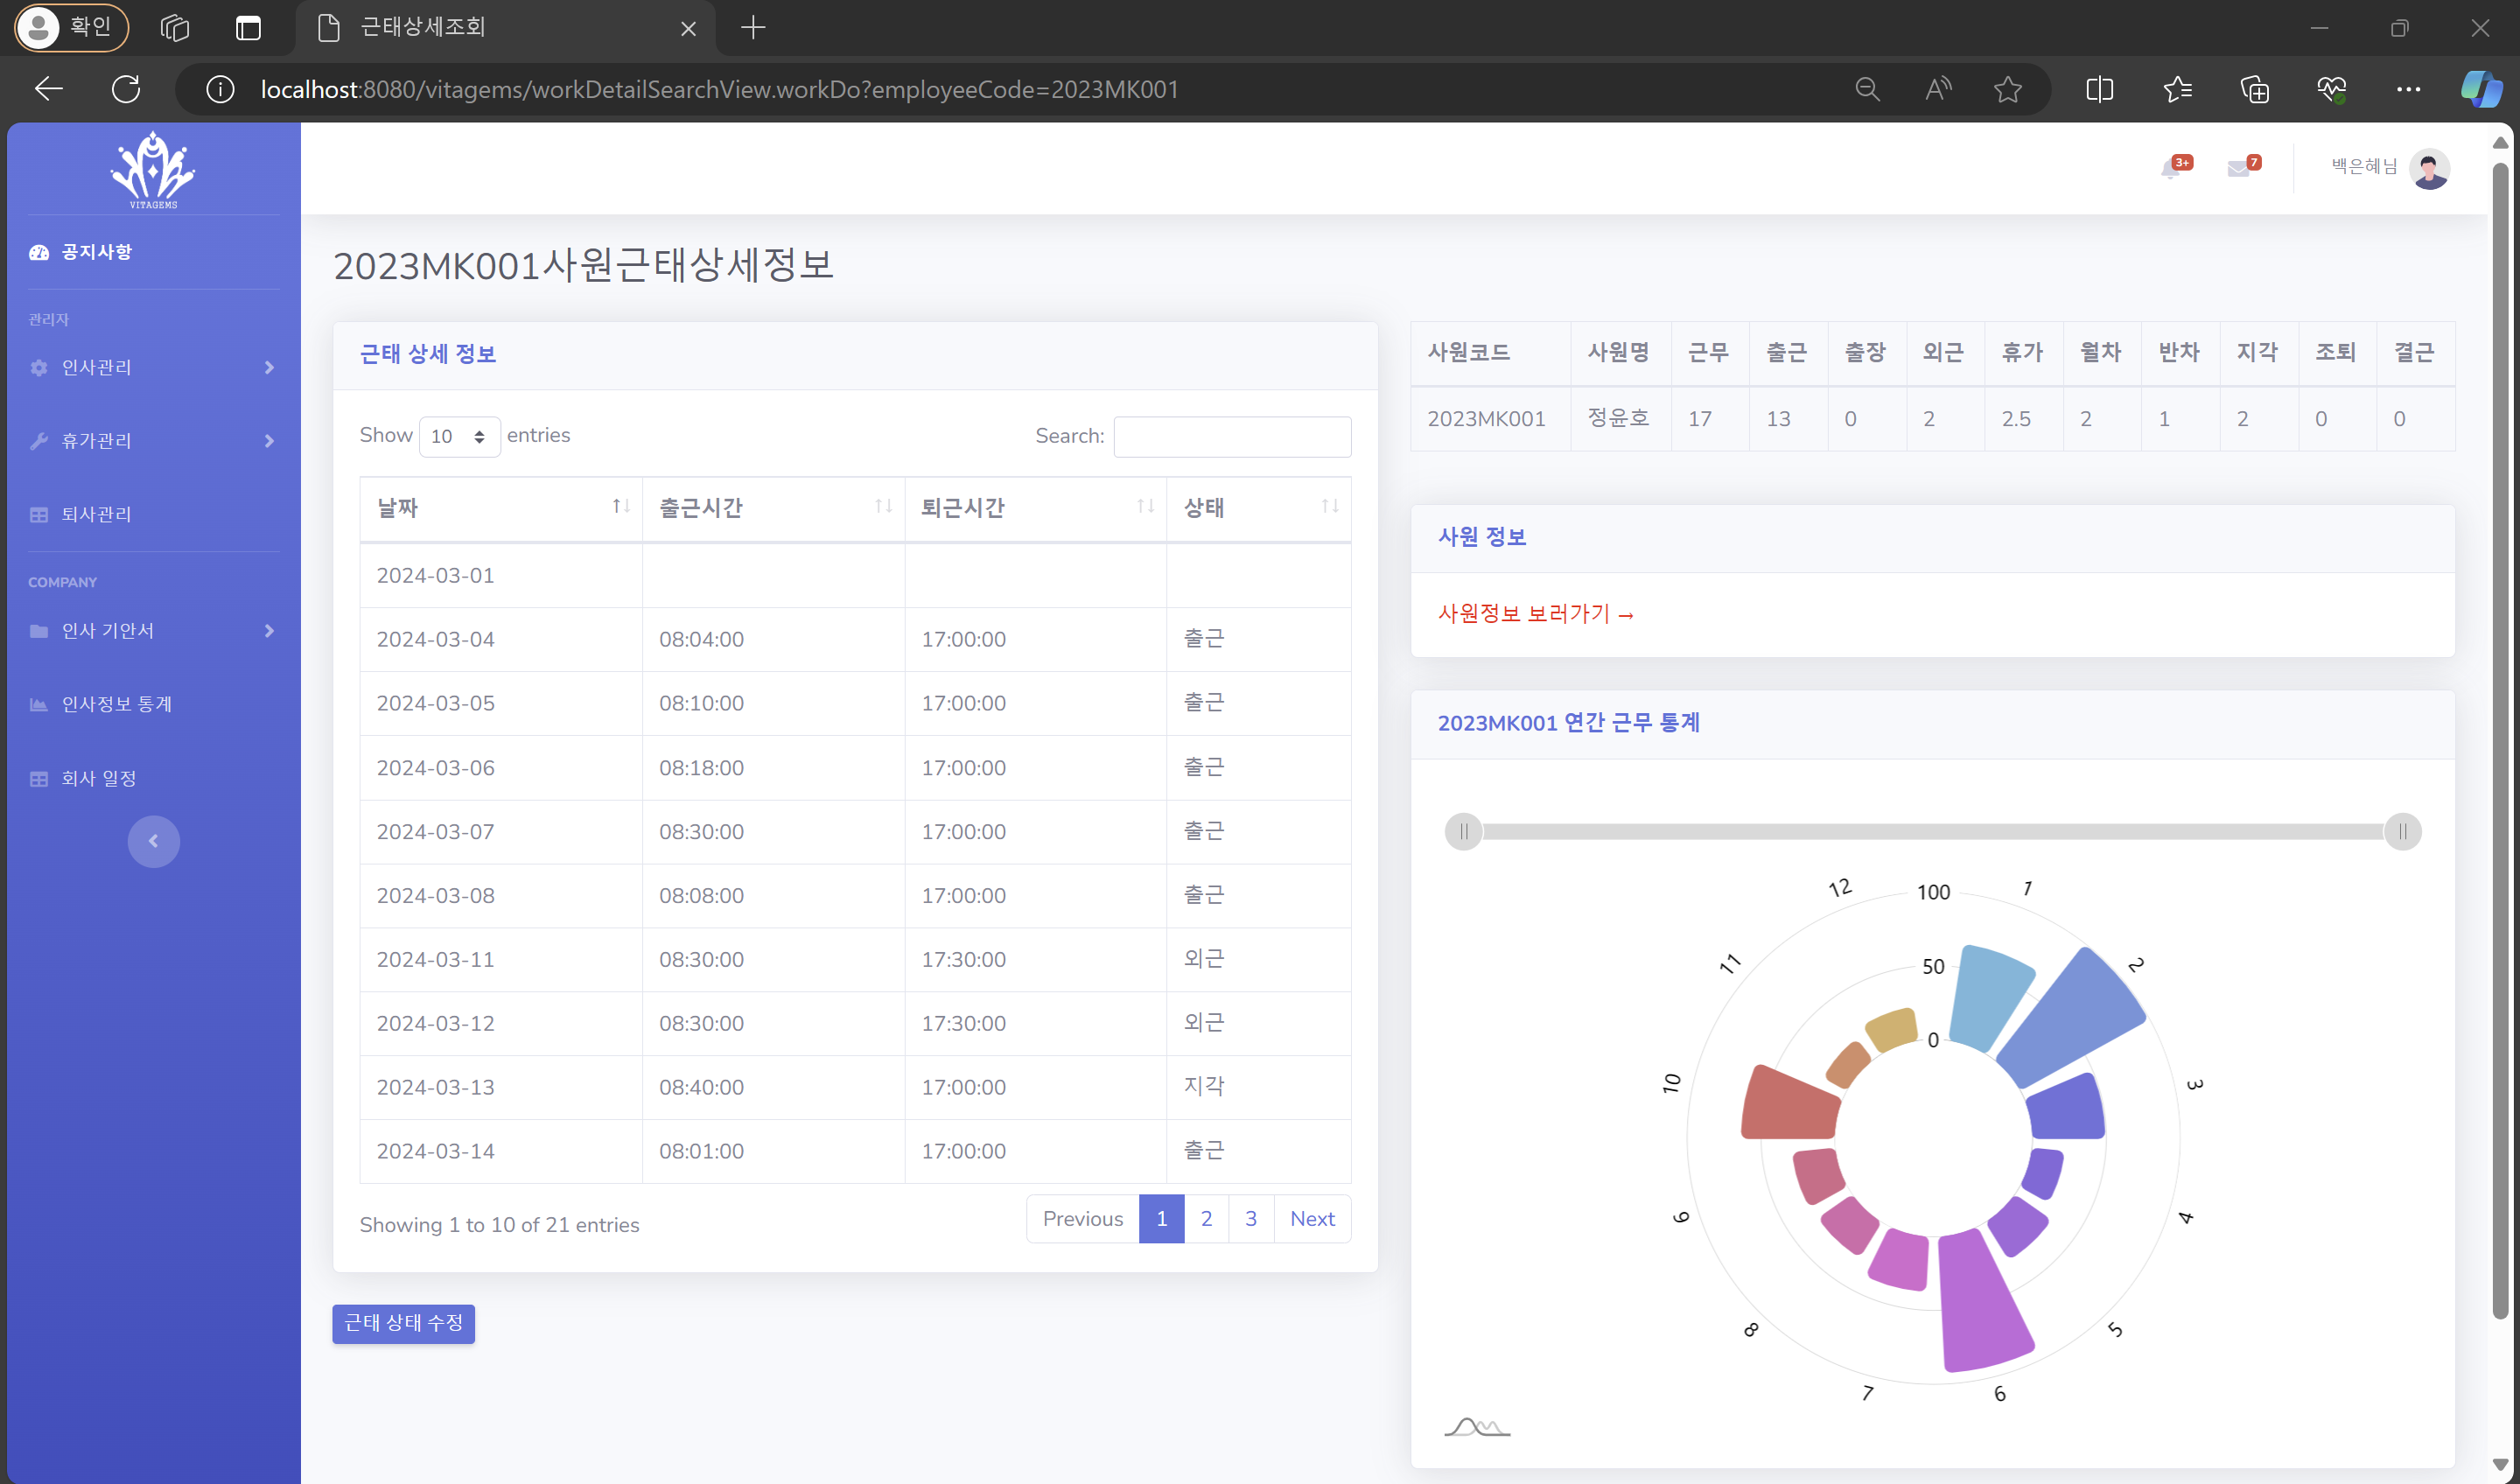 확인
근태상세조회
localhost:8080/vitagems/workDetailSearchView.workDo?employeeCode=2023MK001
VITAGEMS
3+
7
백은혜님
공지사항
관리자
인사관리
휴가관리
퇴사관리
COMPANY
인사 기안서
인사정보 통계
회사 일정
2023MK001사원근태상세정보
근태 상세 정보
Show 10 entries
Search:
날짜 출근시간 퇴근시간 상태
2024-03-01
2024-03-04 08:04:00 17:00:00 출근
2024-03-05 08:10:00 17:00:00 출근
2024-03-06 08:18:00 17:00:00 출근
2024-03-07 08:30:00 17:00:00 출근
2024-03-08 08:08:00 17:00:00 출근
2024-03-11 08:30:00 17:30:00 외근
2024-03-12 08:30:00 17:30:00 외근
2024-03-13 08:40:00 17:00:00 지각
2024-03-14 08:01:00 17:00:00 출근
Showing 1 to 10 of 21 entries
Previous 1 2 3 Next
근태 상태 수정
사원코드 사원명 근무 출근 출장 외근 휴가 월차 반차 지각 조퇴 결근
2023MK001 정윤호 17 13 0 2 2.5 2 1 2 0 0
사원 정보
사원정보 보러가기 →
2023MK001 연간 근무 통계
100
50
0
1
2
3
4
5
6
7
8
9
10
11
12